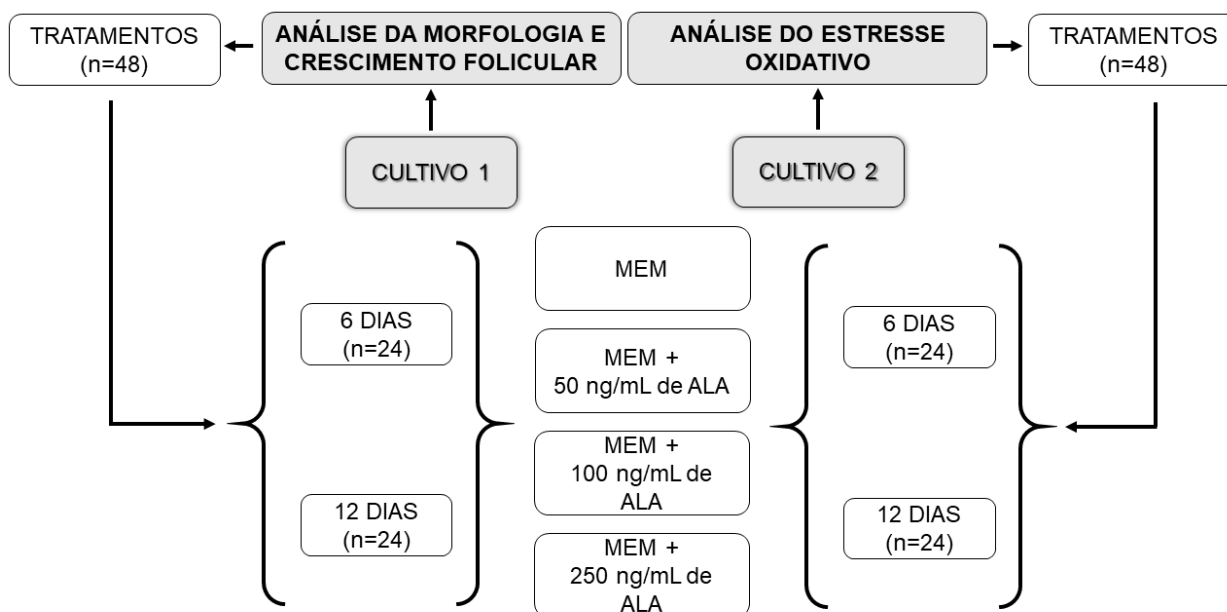 TRATAMENTOS
(n=48)
ANÁLISE DA MORFOLOGIA E
CRESCIMENTO FOLICULAR
ANÁLISE DO ESTRESSE
OXIDATIVO
TRATAMENTOS
(n=48)
CULTIVO 1
CULTIVO 2
6 DIAS
(n=24)
12 DIAS
(n=24)
MEM
MEM +
50 ng/mL de ALA
MEM +
100 ng/mL de
ALA
MEM +
250 ng/mL de
ALA
6 DIAS
(n=24)
12 DIAS
(n=24)